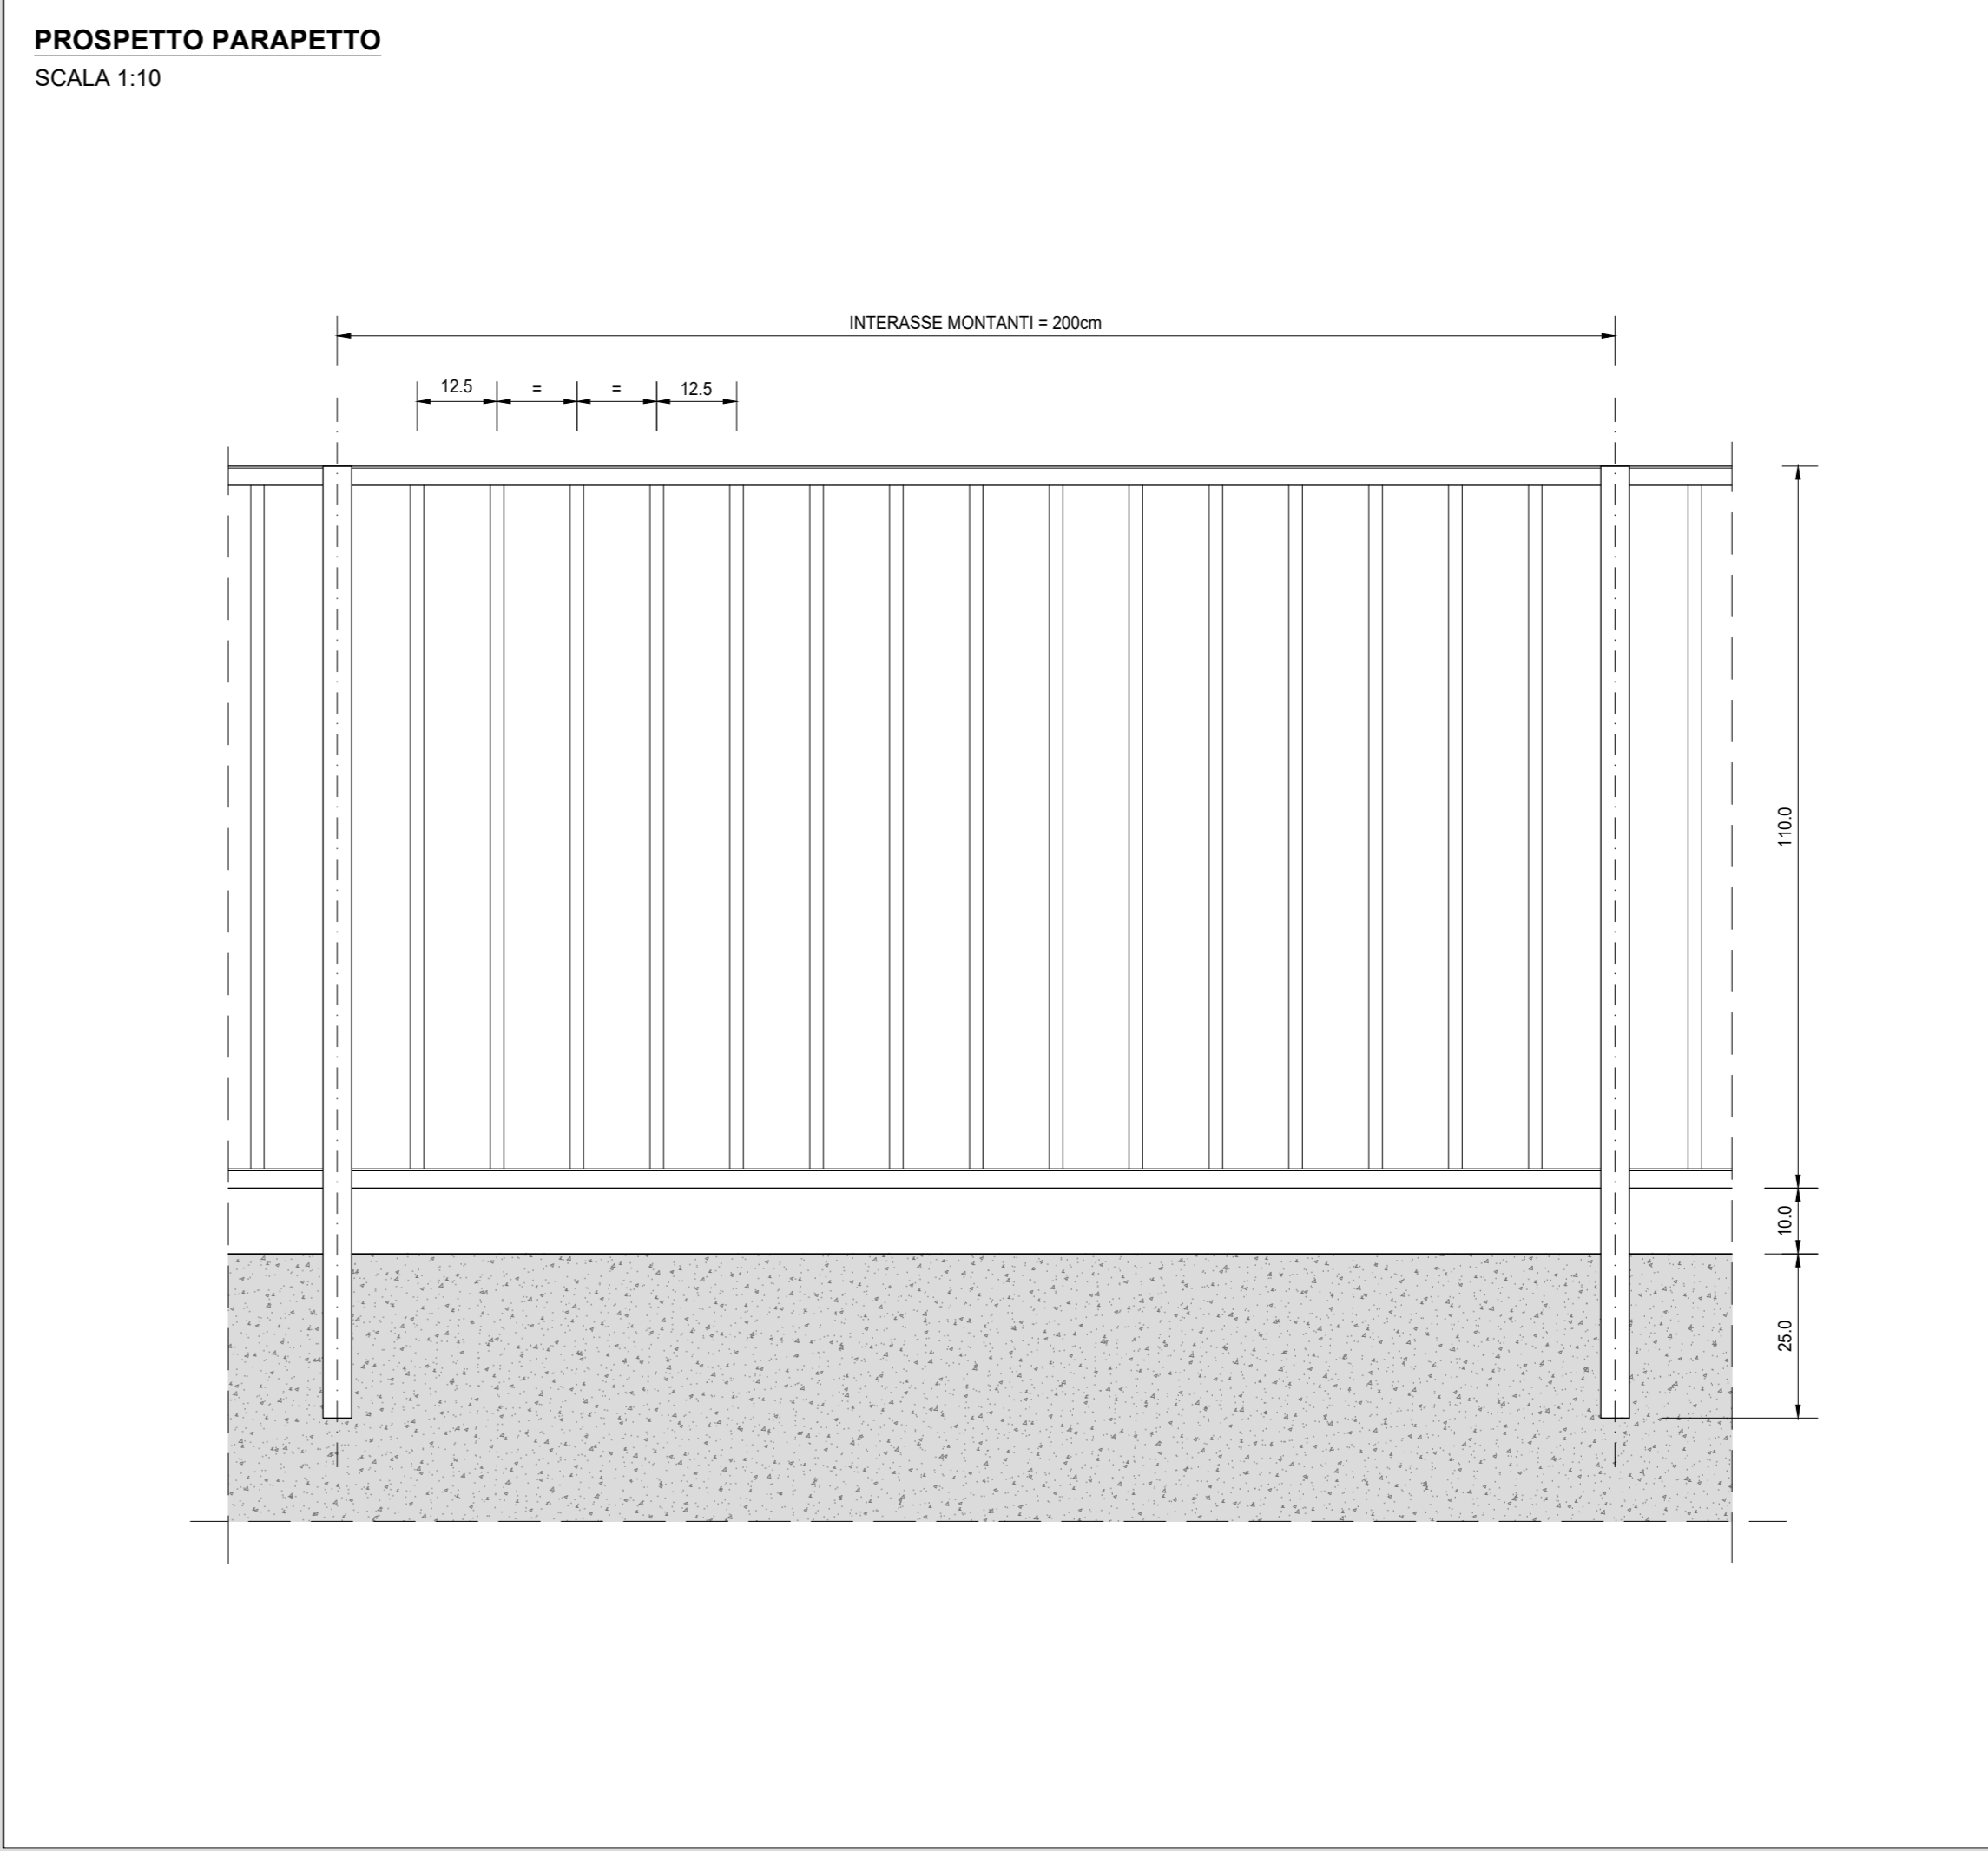 PROSPETTO PARAPETTO
SCALA 1:10
INTERASSE MONTANTI = 200cm
12.5 = = 12.5
110.0
10.0
25.0